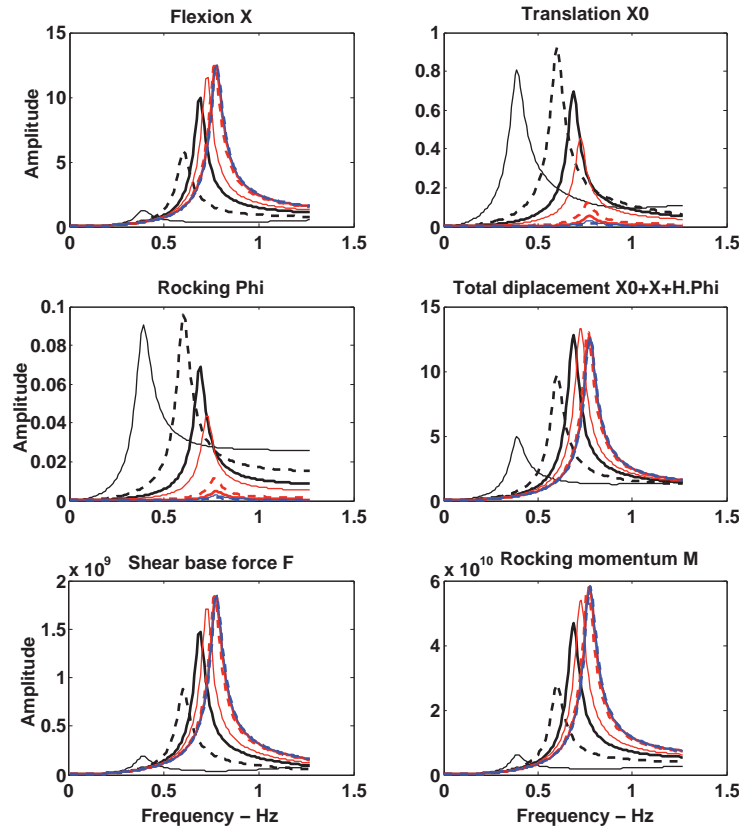 Flexion X
Translation X0
15
10
5
0
Amplitude
0 0.5 1 1.5
1
0.8
0.6
0.4
0.2
0
Amplitude
0 0.5 1 1.5
Rocking Phi
Total diplacement X0+X+H.Phi
0.1
0.08
0.06
0.04
0.02
0
Amplitude
0 0.5 1 1.5
15
10
5
0
Amplitude
0 0.5 1 1.5
Shear base force F
Rocking momentum M
x 10^9
2
1.5
1
0.5
0
Amplitude
0 0.5 1 1.5
Frequency – Hz
x 10^10
6
4
2
0
Amplitude
0 0.5 1 1.5
Frequency – Hz